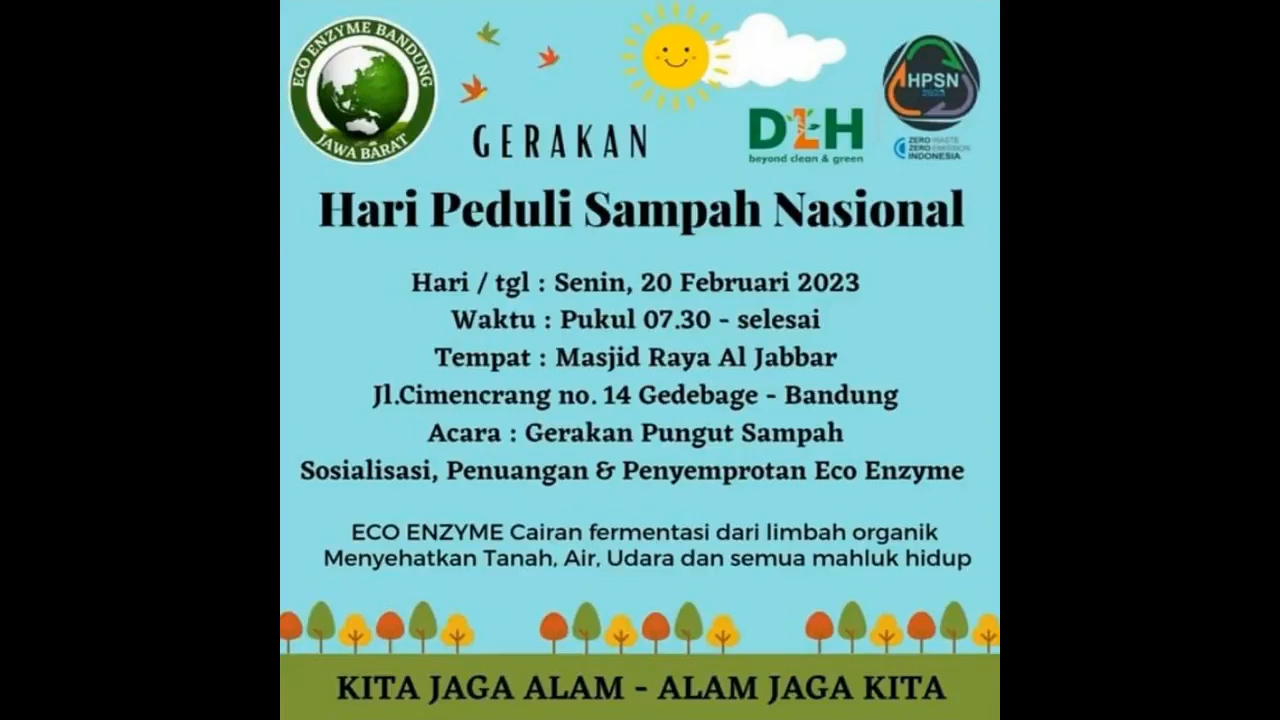 ECO ENZYME BANDUNG
JAWA BARAT
GERAKAN
DLH
beyond clean & green
HPSN
ZERO WASTE
ZERO EMISSION
INDONESIA
Hari Peduli Sampah Nasional
Hari / tgl : Senin, 20 Februari 2023
Waktu : Pukul 07.30 - selesai
Tempat : Masjid Raya Al Jabbar
Jl.Cimencrang no. 14 Gedebage - Bandung
Acara : Gerakan Pungut Sampah
Sosialisasi, Penuangan & Penyemprotan Eco Enzyme
ECO ENZYME Cairan fermentasi dari limbah organik
Menyehatkan Tanah, Air, Udara dan semua mahluk hidup
KITA JAGA ALAM - ALAM JAGA KITA